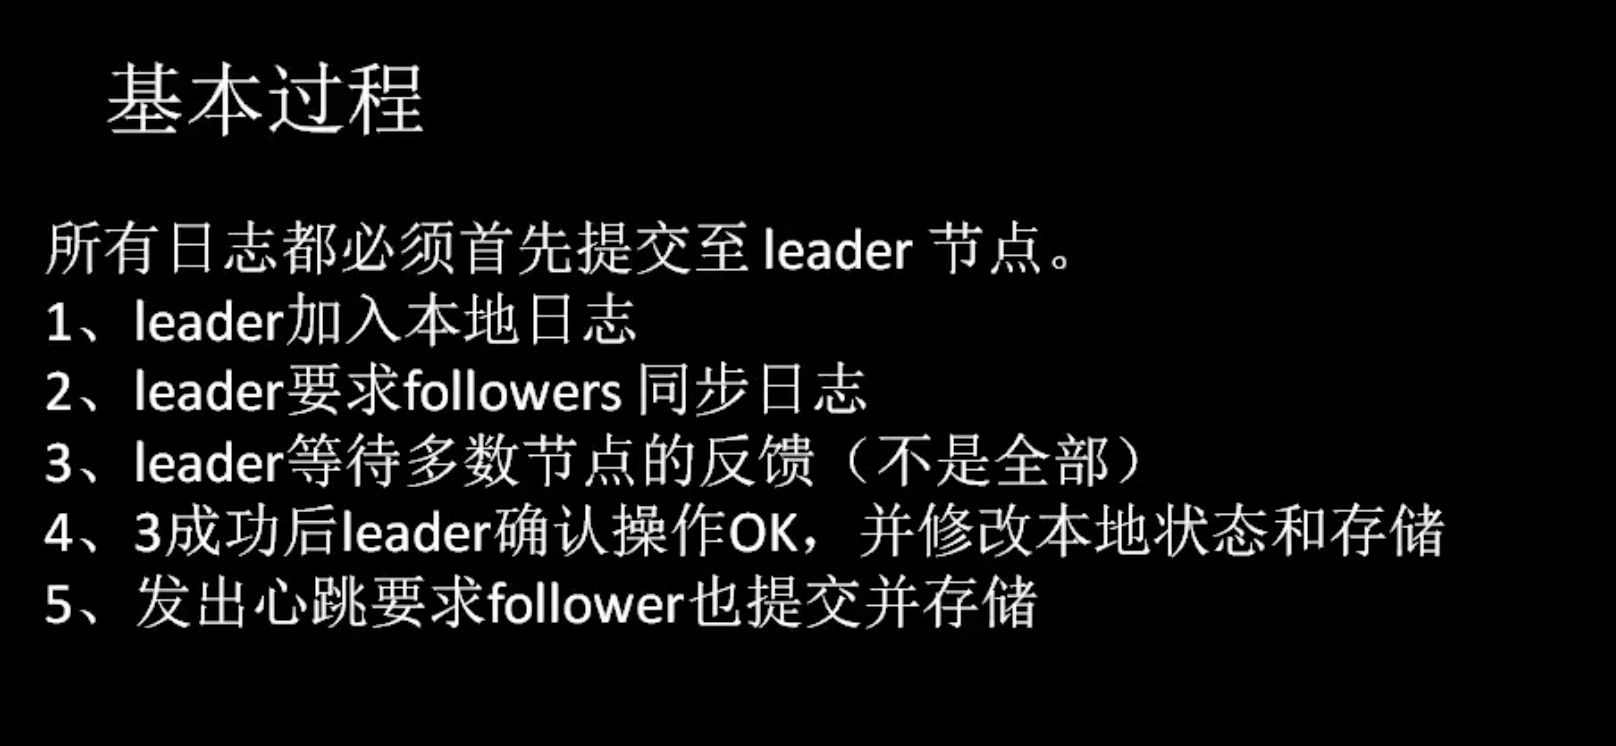 基本过程
所有日志都必须首先提交至 leader 节点。
1、leader加入本地日志
2、leader要求followers 同步日志
3、leader等待多数节点的反馈（不是全部）
4、3成功后leader确认操作OK，并修改本地状态和存储
5、发出心跳要求follower也提交并存储